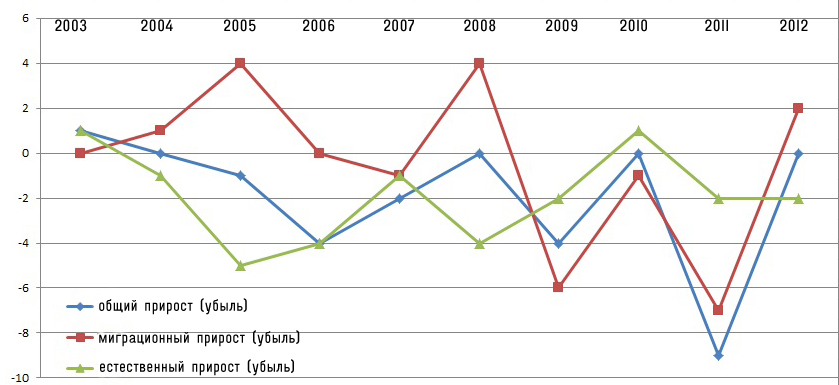 6
2003 2004 2005 2006 2007 2008 2009 2010 2011 2012
4
2
0
-2
-4
-6
общий прирост (убыль)
миграционный прирост (убыль)
-8
естественный прирост (убыль)
-10